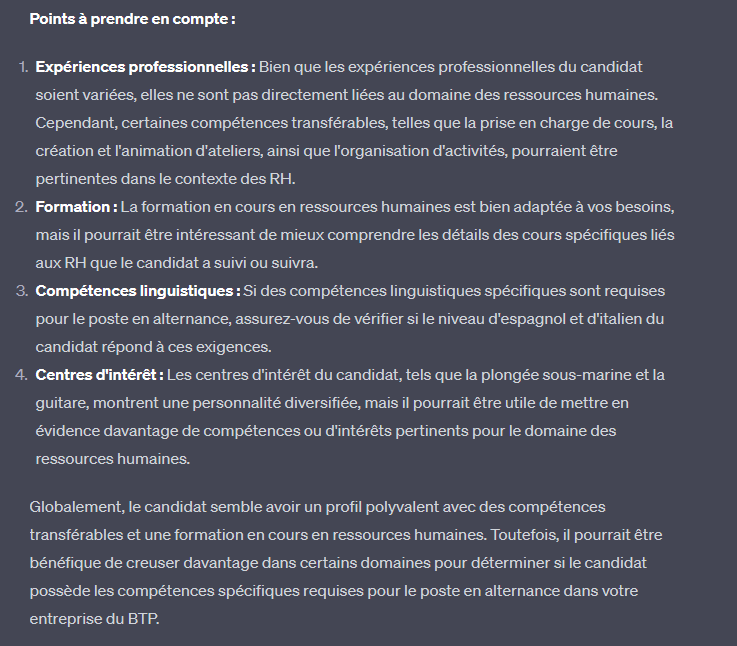 Points à prendre en compte :
1. Expériences professionnelles : Bien que les expériences professionnelles du candidat
soient variées, elles ne sont pas directement liées au domaine des ressources humaines.
Cependant, certaines compétences transférables, telles que la prise en charge de cours, la
création et l'animation d'ateliers, ainsi que l'organisation d'activités, pourraient être
pertinentes dans le contexte des RH.
2. Formation : La formation en cours en ressources humaines est bien adaptée à vos besoins,
mais il pourrait être intéressant de mieux comprendre les détails des cours spécifiques liés
aux RH que le candidat a suivi ou suivra.
3. Compétences linguistiques : Si des compétences linguistiques spécifiques sont requises
pour le poste en alternance, assurez-vous de vérifier si le niveau d'espagnol et d'italien du
candidat répond à ces exigences.
4. Centres d'intérêt : Les centres d'intérêt du candidat, tels que la plongée sous-marine et la
guitare, montrent une personnalité diversifiée, mais il pourrait être utile de mettre en
évidence davantage de compétences ou d'intérêts pertinents pour le domaine des
ressources humaines.
Globalement, le candidat semble avoir un profil polyvalent avec des compétences
transférables et une formation en cours en ressources humaines. Toutefois, il pourrait être
bénéfique de creuser davantage dans certains domaines pour déterminer si le candidat
possède les compétences spécifiques requises pour le poste en alternance dans votre
entreprise du BTP.